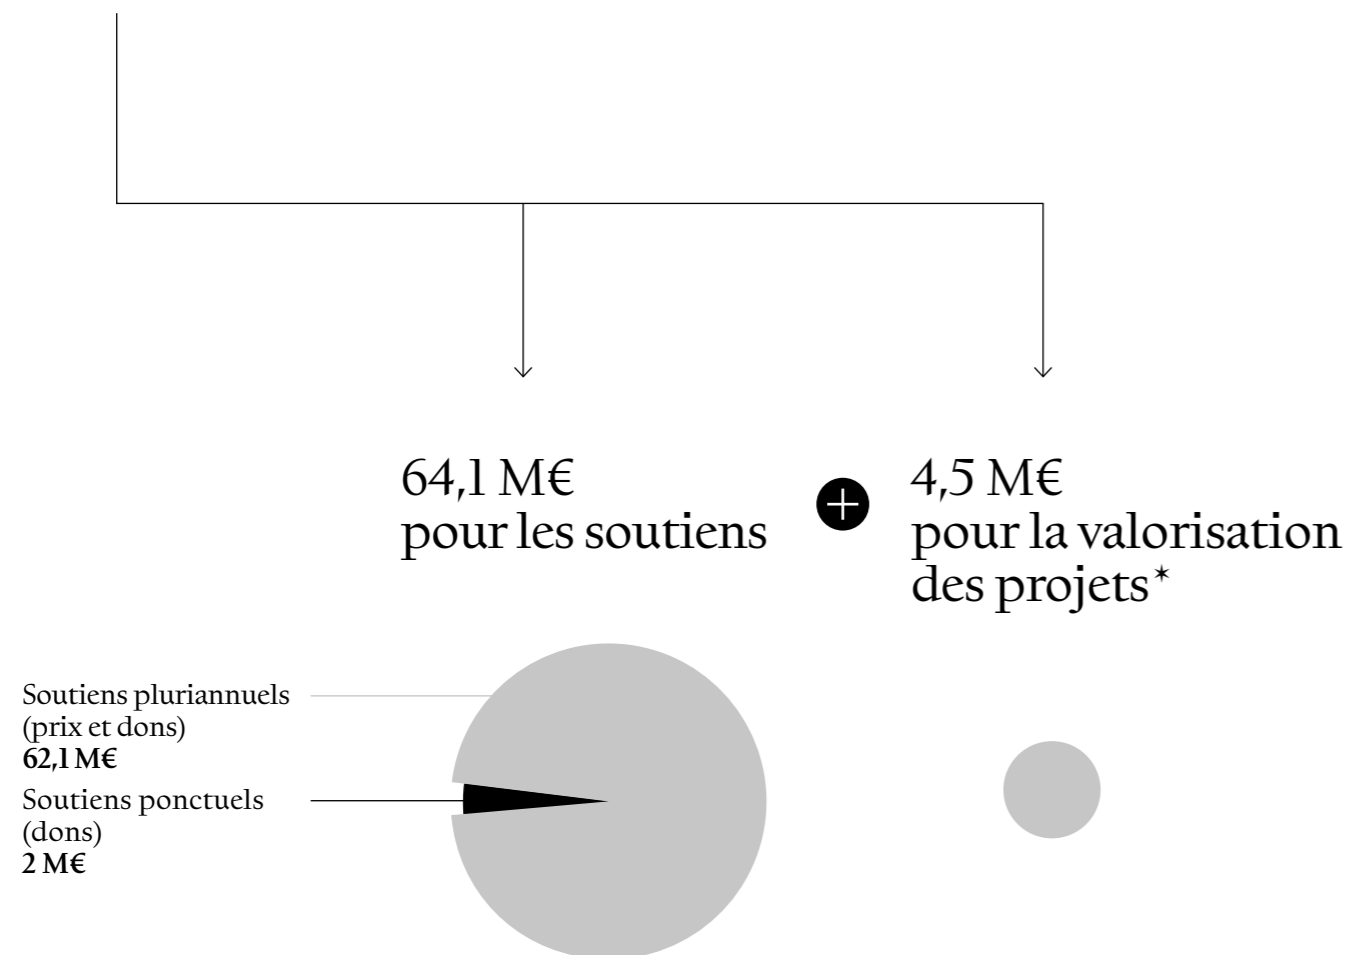 64,1 M€
pour les soutiens
4,5 M€
pour la valorisation
des projets*
Soutiens pluriannuels
(prix et dons)
62,1 M€
Soutiens ponctuels
(dons)
2 M€